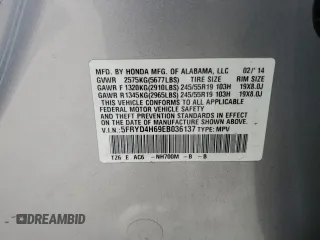 MFD. BY HONDA MFG. OF ALABAMA, LLC 02/'14
GVWR 2575KG(5677LBS) TIRE SIZE RIM SIZE
GAWR F 1320KG(2910LBS) 245/55R19 103H 19X8.0J
GAWR R 1345KG(2965LBS) 245/55R19 103H 19X8.0J
THIS VEHICLE CONFORMS TO ALL APPLICABLE
FEDERAL MOTOR VEHICLE SAFETY AND
THEFT PREVENTION STANDARDS IN EFFECT ON
THE DATE OF MANUFACTURE SHOWN ABOVE.
V.I.N.:5FRYD4H69EB036137 TYPE: MPV
TZ6 E AC6 -NH700M -B -B
© DRIVEMIND